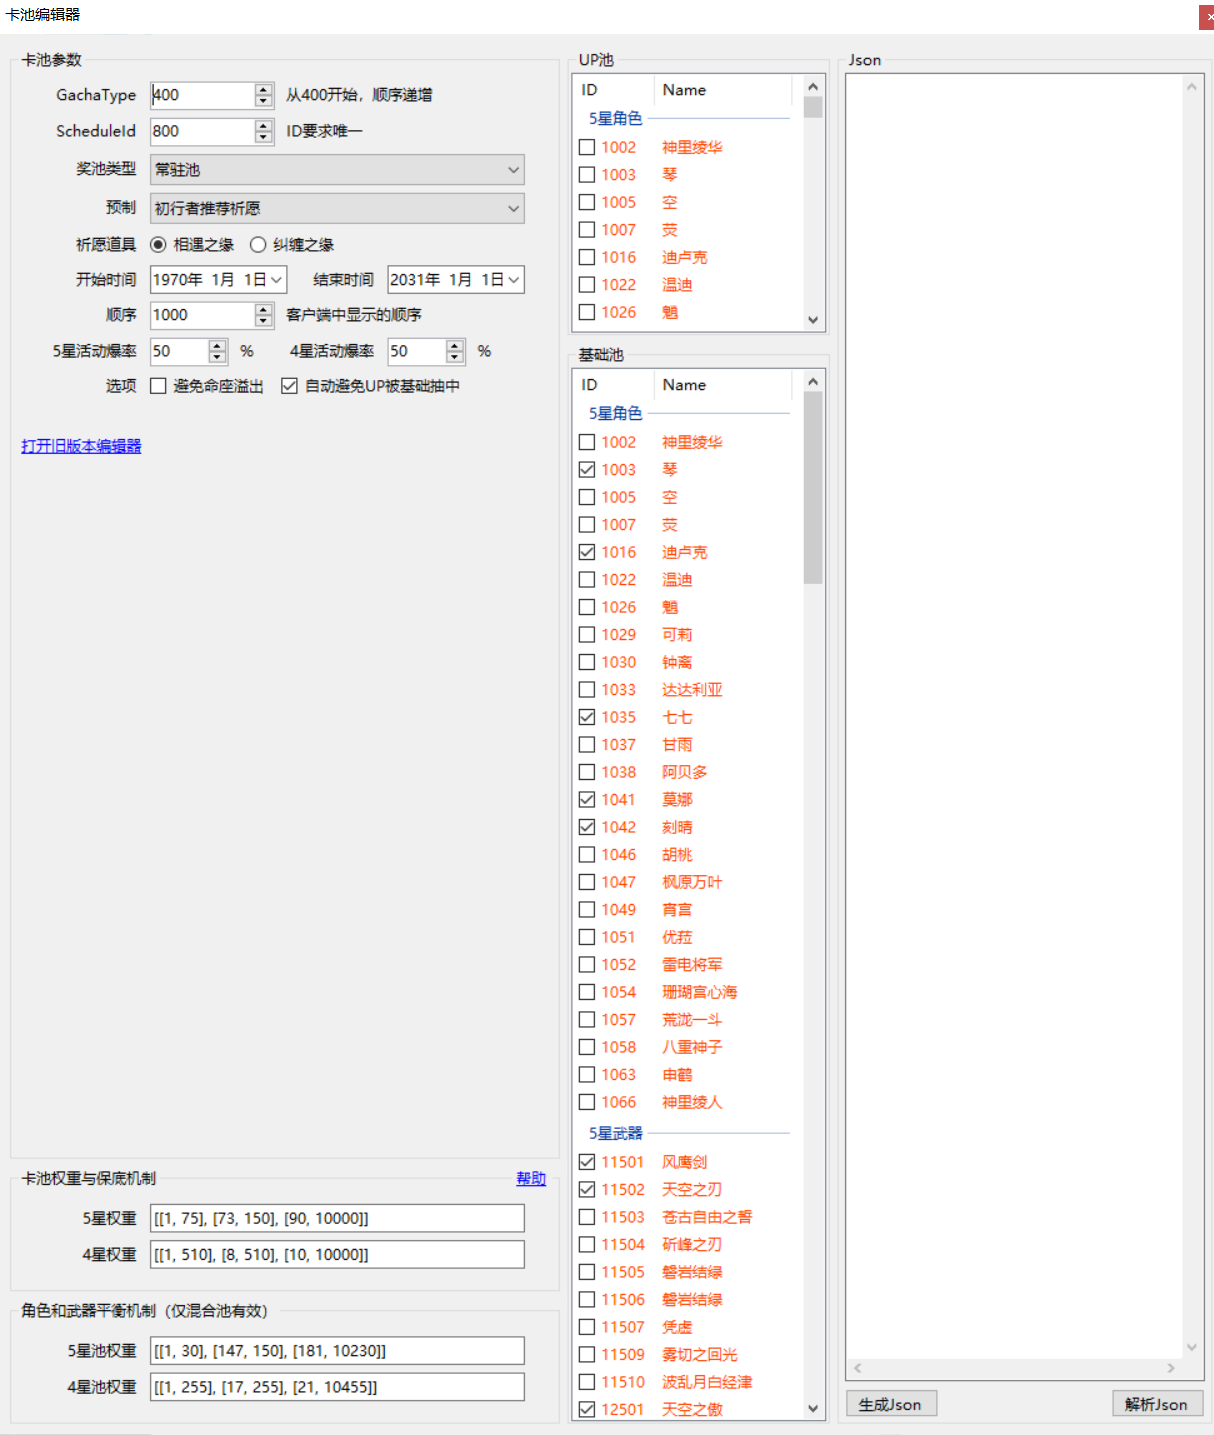 卡池编辑器
卡池参数
GachaType 400 从400开始，顺序递增
ScheduleId 800 ID要求唯一
奖池类型 常驻池
预制 初行者推荐祈愿
祈愿道具 相遇之缘 纠缠之缘
开始时间 1970年 1月 1日 结束时间 2031年 1月 1日
顺序 1000 客户端中显示的顺序
5星活动爆率 50 % 4星活动爆率 50 %
选项 避免命座溢出 自动避免UP被基础抽中
打开旧版本编辑器
卡池权重与保底机制 帮助
5星权重 [[1, 75], [73, 150], [90, 10000]]
4星权重 [[1, 510], [8, 510], [10, 10000]]
角色和武器平衡机制（仅混合池有效）
5星池权重 [[1, 30], [147, 150], [181, 10230]]
4星池权重 [[1, 255], [17, 255], [21, 10455]]
UP池
ID Name
5星角色
1002 神里绫华
1003 琴
1005 空
1007 荧
1016 迪卢克
1022 温迪
1026 魈
基础池
ID Name
5星角色
1002 神里绫华
1003 琴
1005 空
1007 荧
1016 迪卢克
1022 温迪
1026 魈
1029 可莉
1030 钟离
1033 达达利亚
1035 七七
1037 甘雨
1038 阿贝多
1041 莫娜
1042 刻晴
1046 胡桃
1047 枫原万叶
1049 宵宫
1051 优菈
1052 雷电将军
1054 珊瑚宫心海
1057 荒泷一斗
1058 八重神子
1063 申鹤
1066 神里绫人
5星武器
11501 风鹰剑
11502 天空之刃
11503 苍古自由之誓
11504 斫峰之刃
11505 磐岩结绿
11506 磐岩结绿
11507 凭虚
11509 雾切之回光
11510 波乱月白经津
12501 天空之傲
Json
生成Json 解析Json